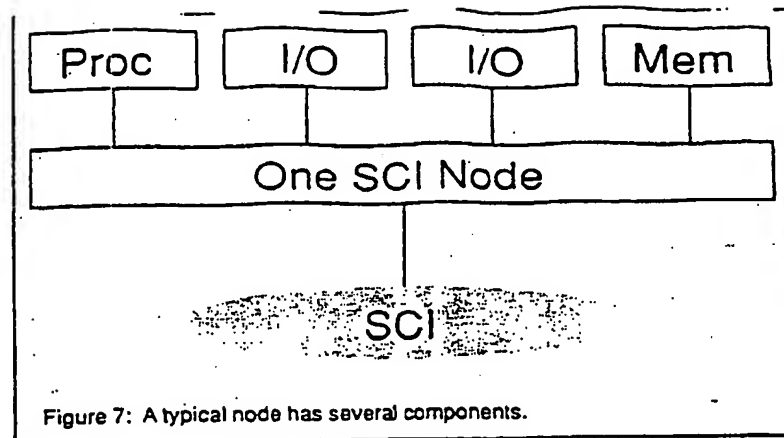 Proc I/O I/O Mem
One SCI Node
SCI
Figure 7: A typical node has several components.